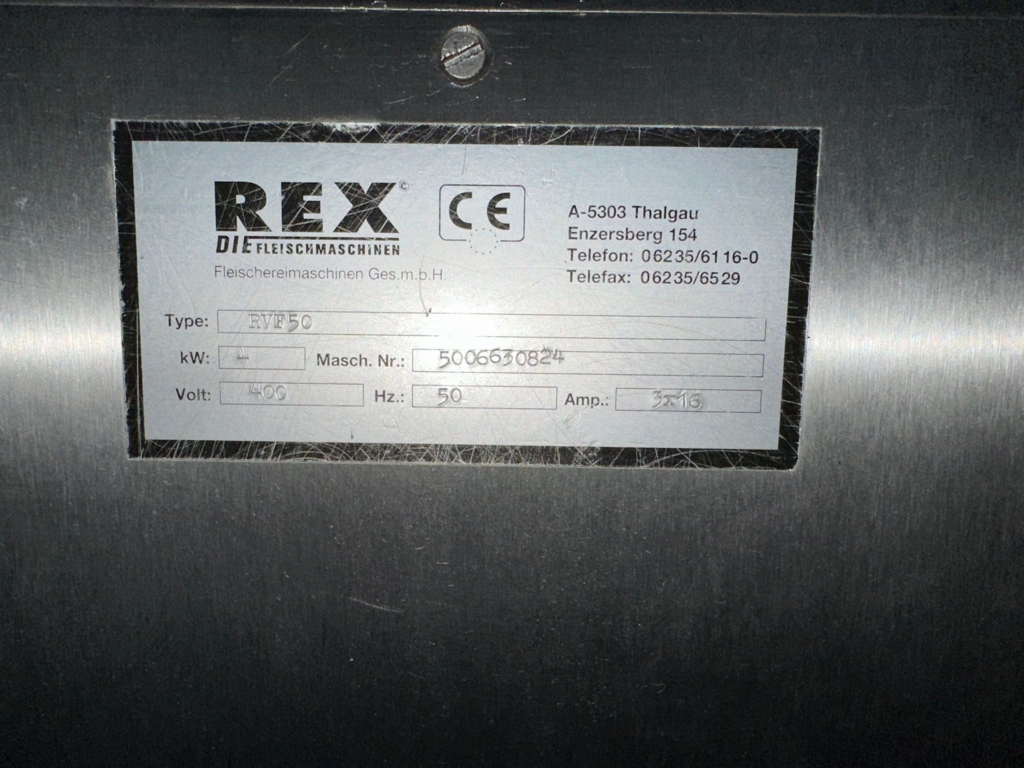 REX©
DIE FLEISCHMASCHINEN
Fleischereimaschinen Ges.m.b.H.
CE
A-5303 Thalgau
Enzersberg 154
Telefon: 06235/6116-0
Telefax: 06235/6529
Type: RVF50
kW: - Masch. Nr.: 5006630824
Volt: 400 Hz.: 50 Amp.: 3x16